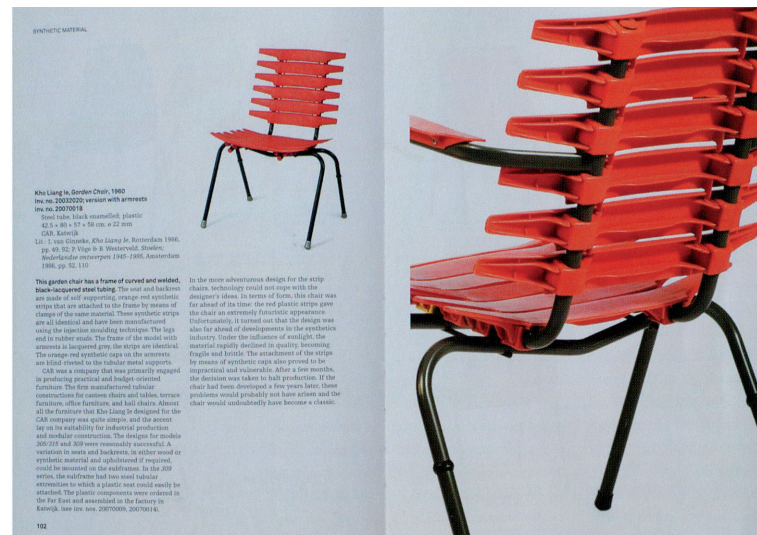 SYNTHETIC MATERIAL
Kho Liang Ie, Garden Chair, 1960
Inv. no. 20032020; version with armrests
inv. no. 20070018
Steel tube, black enamelled; plastic
42.5 × 80 × 57 × 58 cm; ø 22 mm
CAR, Katwijk
Lit.: I. van Ginneke, Kho Liang Ie, Rotterdam 1986,
pp. 49, 92; P. Vöge & B. Westerveld, Stoelen:
Nederlandse ontwerpen 1945-1985, Amsterdam
1986, pp. 52, 110
This garden chair has a frame of curved and welded,
black-lacquered steel tubing. The seat and backrest
are made of self-supporting, orange-red synthetic
strips that are attached to the frame by means of
clamps of the same material. These synthetic strips
are all identical and have been manufactured
using the injection moulding technique. The legs
end in rubber studs. The frame of the model with
armrests is lacquered grey, the strips are identical.
The orange-red synthetic caps on the armrests
are blind-riveted to the tubular metal supports.
CAR was a company that was primarily engaged
in producing practical and budget-oriented
furniture. The firm manufactured tubular
constructions for canteen chairs and tables, terrace
furniture, office furniture, and hall chairs. Almost
all the furniture that Kho Liang Ie designed for the
CAR company was quite simple, and the accent
lay on its suitability for industrial production
and modular construction. The designs for models
305/315 and 309 were reasonably successful. A
variation in seats and backrests, in either wood or
synthetic material and upholstered if required,
could be mounted on the subframes. In the 309
series, the subframe had two steel tubular
extremities to which a plastic seat could easily be
attached. The plastic components were ordered in
the Far East and assembled in the factory in
Katwijk. (see inv. nos. 20070009, 20070014).
In the more adventurous design for the strip
chairs, technology could not cope with the
designer's ideas. In terms of form, this chair was
far ahead of its time: the red plastic strips gave
the chair an extremely futuristic appearance.
Unfortunately, it turned out that the design was
also far ahead of developments in the synthetics
industry. Under the influence of sunlight, the
material rapidly declined in quality, becoming
fragile and brittle. The attachment of the strips
by means of synthetic caps also proved to be
impractical and vulnerable. After a few months,
the decision was taken to halt production. If the
chair had been developed a few years later, these
problems would probably not have arisen and the
chair would undoubtedly have become a classic.
102